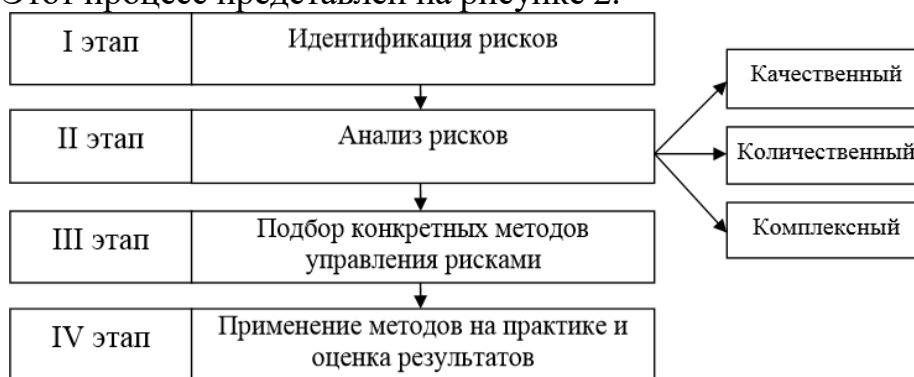 Этот процесс представлен на рисунке 2.
I этап
Идентификация рисков
II этап
Анализ рисков
Качественный
Количественный
Комплексный
III этап
Подбор конкретных методов
управления рисками
IV этап
Применение методов на практике и
оценка результатов